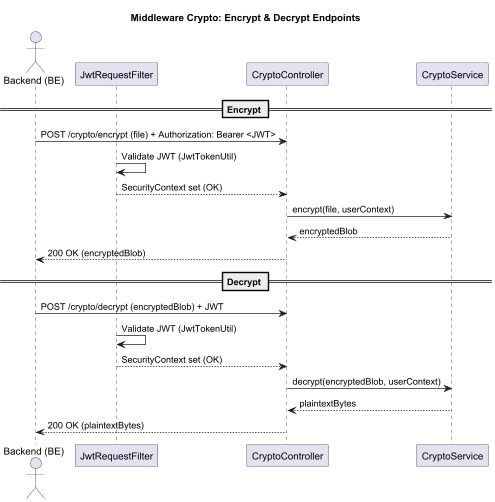 Middleware Crypto: Encrypt & Decrypt Endpoints
Backend (BE)
JwtRequestFilter
CryptoController
CryptoService
Encrypt
POST /crypto/encrypt (file) + Authorization: Bearer <JWT>
Validate JWT (JwtTokenUtil)
SecurityContext set (OK)
encrypt(file, userContext)
encryptedBlob
200 OK (encryptedBlob)
Decrypt
POST /crypto/decrypt (encryptedBlob) + JWT
Validate JWT (JwtTokenUtil)
SecurityContext set (OK)
decrypt(encryptedBlob, userContext)
plaintextBytes
200 OK (plaintextBytes)
Backend (BE)
JwtRequestFilter
CryptoController
CryptoService